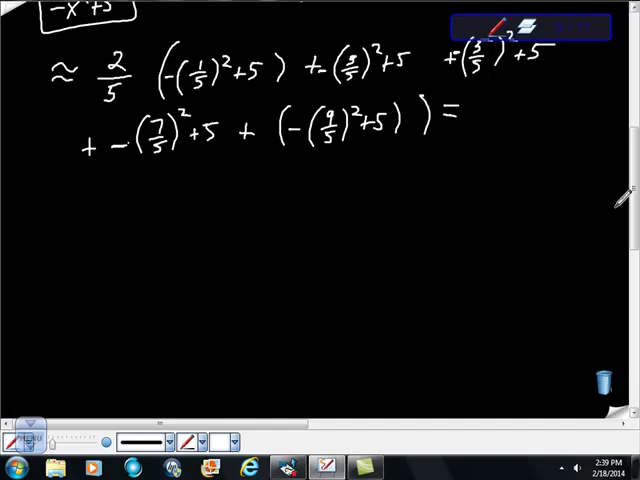 -x²+5
≈ 2/5 (-(1/5)²+5) +-(3/5)²+5 +-(5/5)²+5
+ -(7/5)²+5 + (-(9/5)²+5) ) =
MENU
2:39 PM
2/18/2014